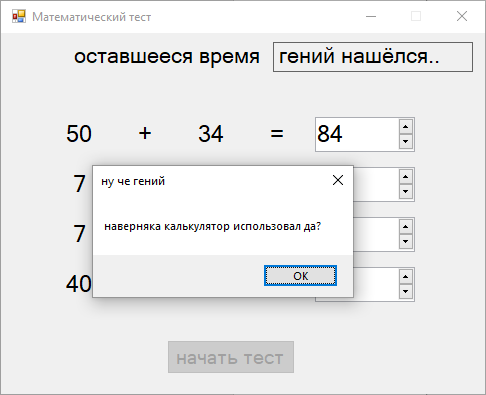 Математический тест
оставшееся время гений нашёлся..
50 + 34 = 84
7
ну че гений
наверняка калькулятор использовал да?
7
OK
40
начать тест